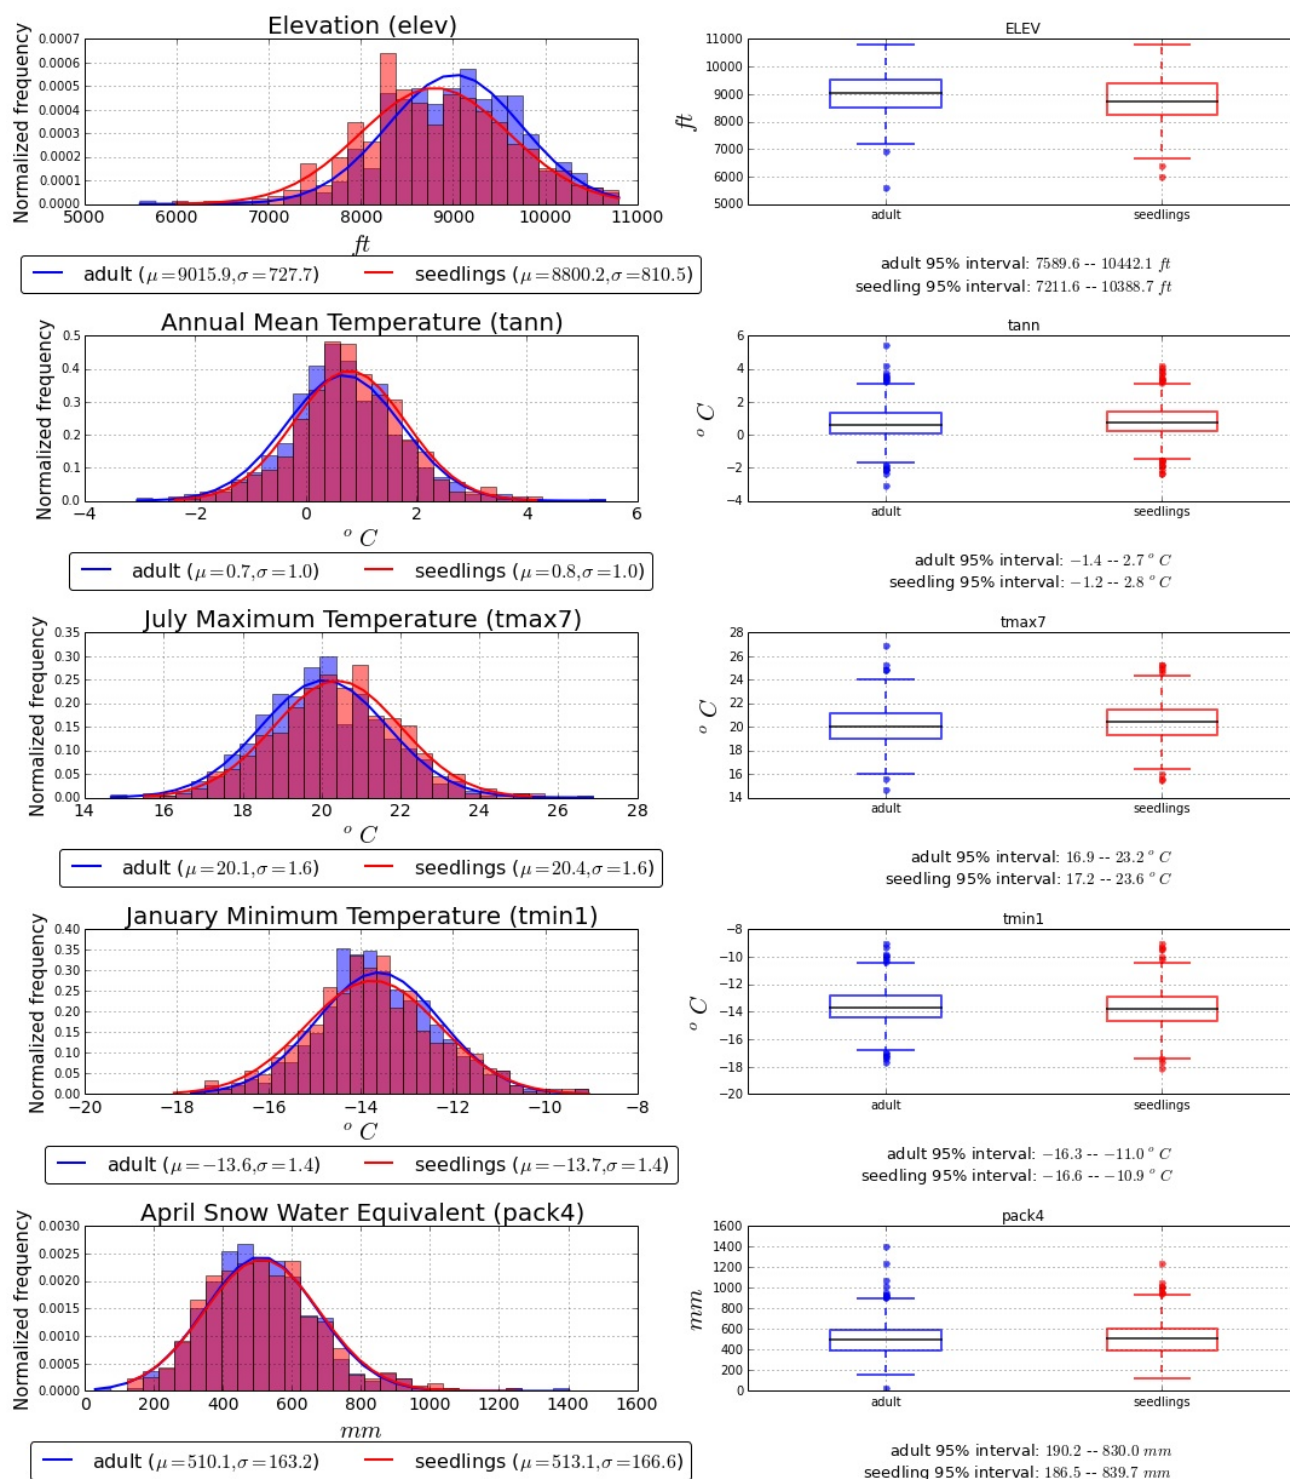 Elevation (elev)
Normalized frequency
0.0007
0.0006
0.0005
0.0004
0.0003
0.0002
0.0001
0.0000
5000 6000 7000 8000 9000 10000 11000
ft
adult (μ=9015.9,σ=727.7) seedlings (μ=8800.2,σ=810.5)
ELEV
ft
11000
10000
9000
8000
7000
6000
5000
adult seedlings
adult 95% interval: 7589.6 -- 10442.1 ft
seedling 95% interval: 7211.6 -- 10388.7 ft
Annual Mean Temperature (tann)
Normalized frequency
0.5
0.4
0.3
0.2
0.1
0.0
−4 −2 0 2 4 6
° C
adult (μ=0.7,σ=1.0) seedlings (μ=0.8,σ=1.0)
tann
° C
6
4
2
0
−2
−4
adult seedlings
adult 95% interval: −1.4 -- 2.7 ° C
seedling 95% interval: −1.2 -- 2.8 ° C
July Maximum Temperature (tmax7)
Normalized frequency
0.35
0.30
0.25
0.20
0.15
0.10
0.05
0.00
14 16 18 20 22 24 26 28
° C
adult (μ=20.1,σ=1.6) seedlings (μ=20.4,σ=1.6)
tmax7
° C
28
26
24
22
20
18
16
14
adult seedlings
adult 95% interval: 16.9 -- 23.2 ° C
seedling 95% interval: 17.2 -- 23.6 ° C
January Minimum Temperature (tmin1)
Normalized frequency
0.40
0.35
0.30
0.25
0.20
0.15
0.10
0.05
0.00
−20 −18 −16 −14 −12 −10 −8
° C
adult (μ=−13.6,σ=1.4) seedlings (μ=−13.7,σ=1.4)
tmin1
° C
−8
−10
−12
−14
−16
−18
−20
adult seedlings
adult 95% interval: −16.3 -- −11.0 ° C
seedling 95% interval: −16.6 -- −10.9 ° C
April Snow Water Equivalent (pack4)
Normalized frequency
0.0030
0.0025
0.0020
0.0015
0.0010
0.0005
0.0000
0 200 400 600 800 1000 1200 1400 1600
mm
adult (μ=510.1,σ=163.2) seedlings (μ=513.1,σ=166.6)
pack4
mm
1600
1400
1200
1000
800
600
400
200
0
adult seedlings
adult 95% interval: 190.2 -- 830.0 mm
seedling 95% interval: 186.5 -- 839.7 mm